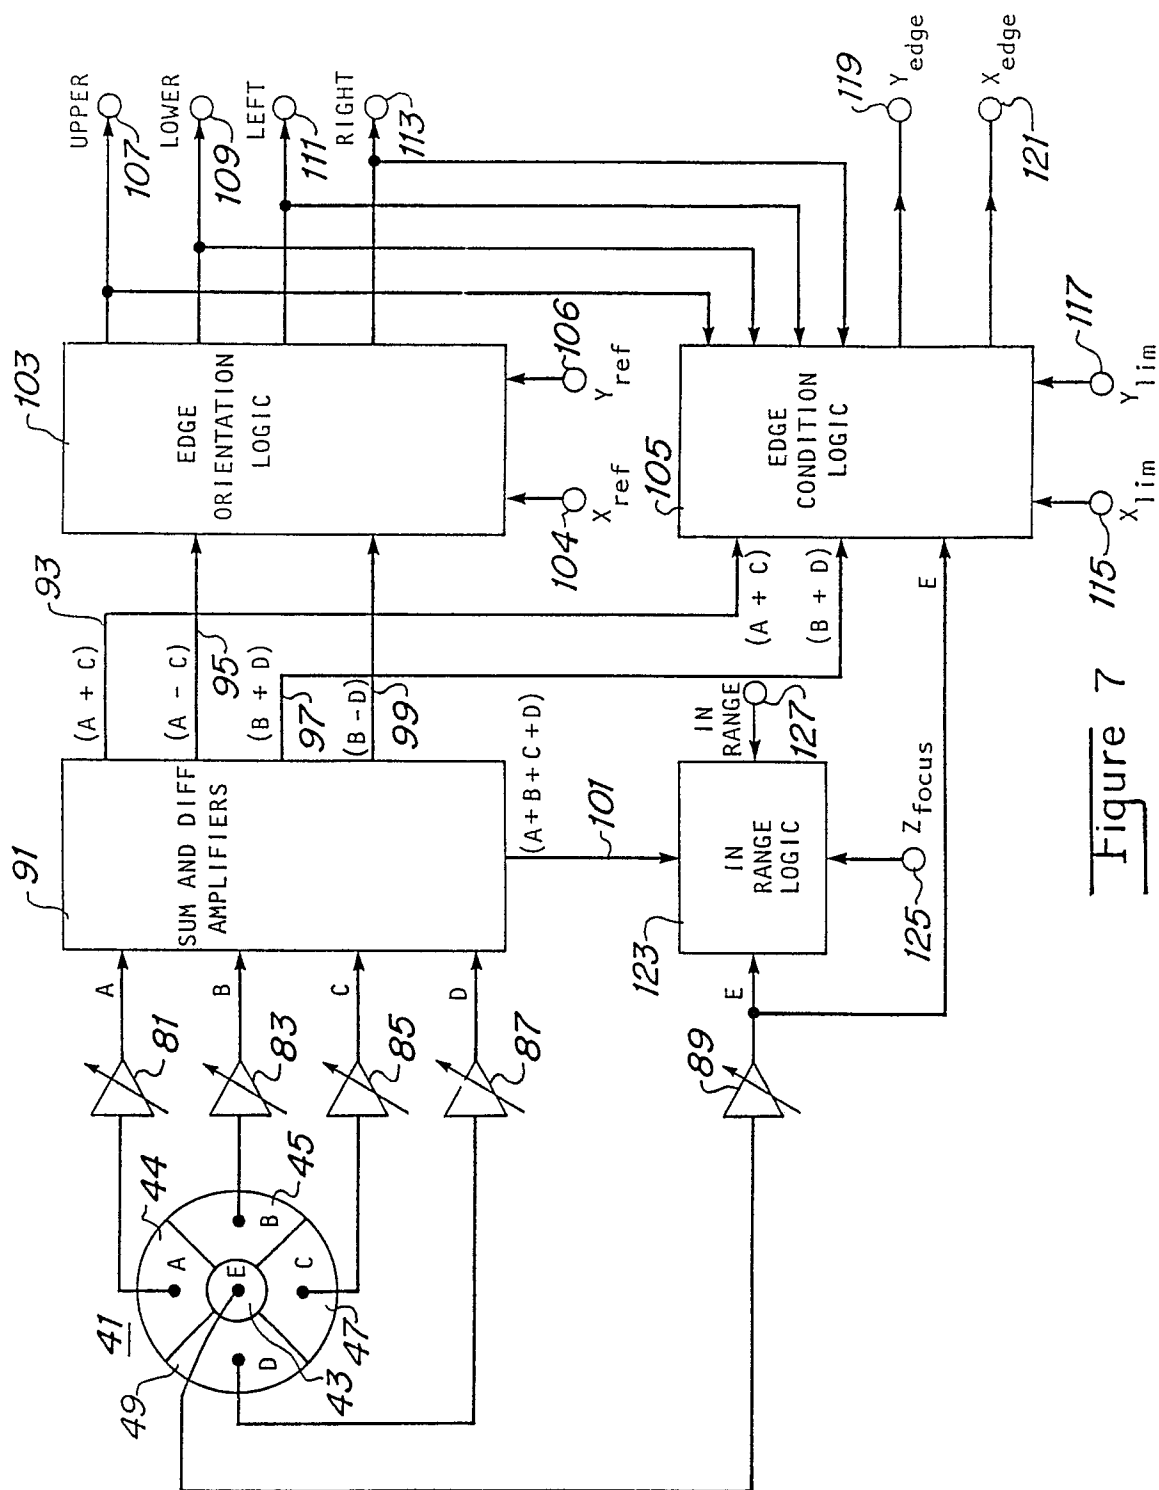 41
49
44
45
43
47
A
B
C
D
E
81
83
85
87
89
A
B
C
D
E
91
SUM AND DIFF
AMPLIFIERS
(A + C)
93
(A - C)
95
(B + D)
97
(B - D)
99
(A+B+C+D)
101
103
EDGE
ORIENTATION
LOGIC
104
Xref
106
Yref
UPPER
107
LOWER
109
LEFT
111
RIGHT
113
123
IN
RANGE
LOGIC
IN
RANGE
127
125
Zfocus
(A + C)
(B + D)
E
105
EDGE
CONDITION
LOGIC
115
Xlim
117
Ylim
119
Yedge
121
Xedge
Figure 7